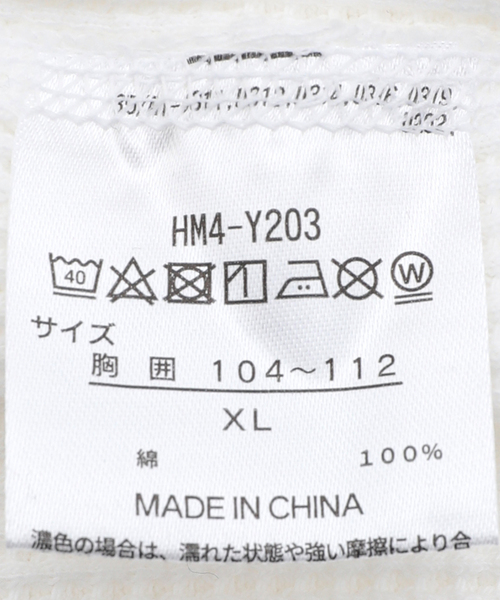 HM4-Y203
40 W
サイズ
胸 囲 104～112
XL
綿 100%
MADE IN CHINA
濃色の場合は、濡れた状態や強い摩擦により合